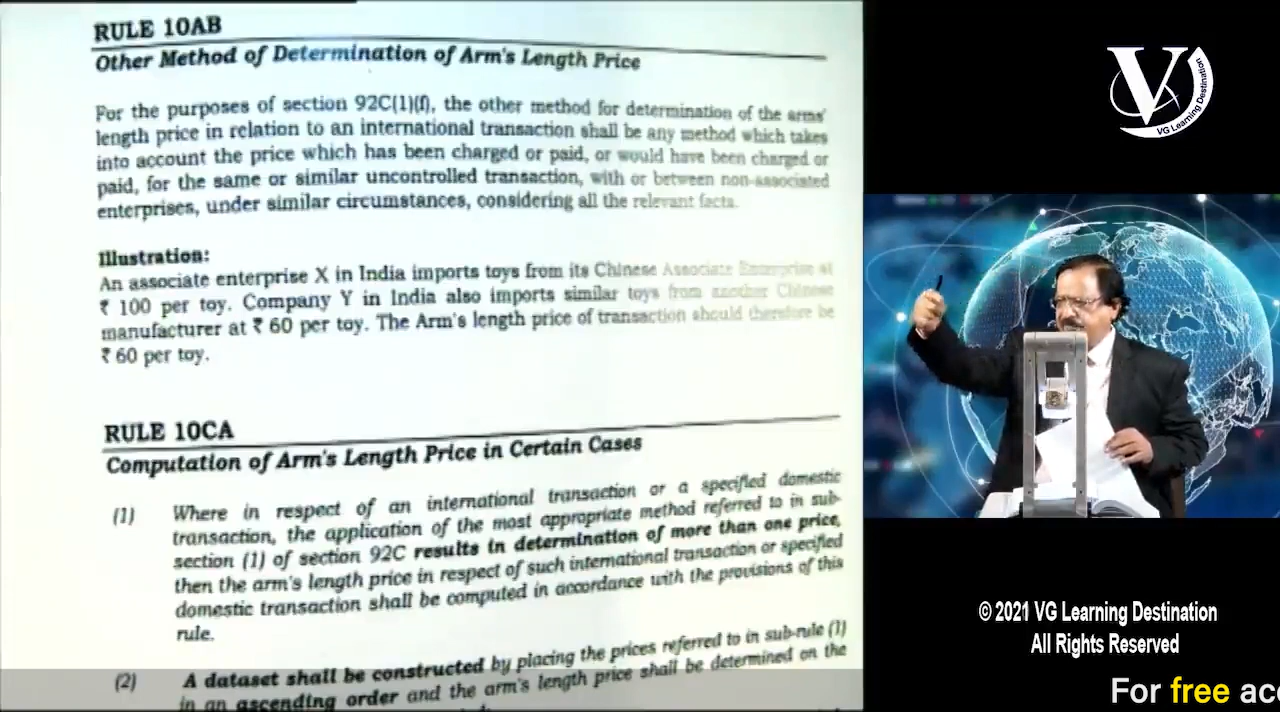 RULE 10AB
Other Method of Determination of Arm's Length Price
For the purposes of section 92C(1)(f), the other method for determination of the arms'
length price in relation to an international transaction shall be any method which takes
into account the price which has been charged or paid, or would have been charged or
paid, for the same or similar uncontrolled transaction, with or between non-associated
enterprises, under similar circumstances, considering all the relevant facts.
Illustration:
An associate enterprise X in India imports toys from its Chinese Associate Enterprise at
₹ 100 per toy. Company Y in India also imports similar toys from another Chinese
manufacturer at ₹ 60 per toy. The Arm's length price of transaction should therefore be
₹ 60 per toy.
RULE 10CA
Computation of Arm's Length Price in Certain Cases
(1) Where in respect of an international transaction or a specified domestic
transaction, the application of the most appropriate method referred to in sub-
section (1) of section 92C results in determination of more than one price,
then the arm's length price in respect of such international transaction or specified
domestic transaction shall be computed in accordance with the provisions of this
rule.
(2) A dataset shall be constructed by placing the prices referred to in sub-rule (1)
in an ascending order and the arm's length price shall be determined on the
V
VG Learning Destination
© 2021 VG Learning Destination
All Rights Reserved
For free acc